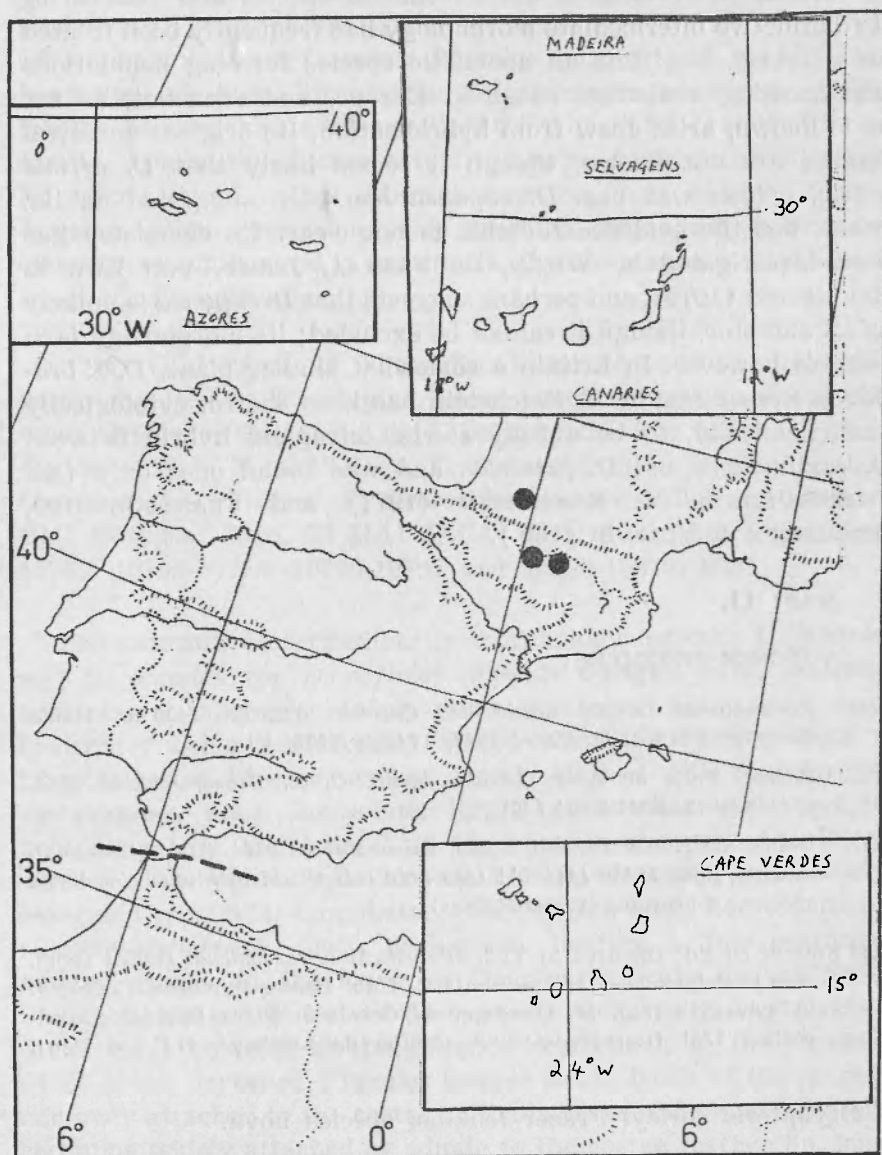 MADEIRA
40°
SELVAGENS
30°
30°W
AZORES
18°W
CANARIES
12°W
40°
?
35°
CAPE VERDES
15°
24°W
6°
0°
6°